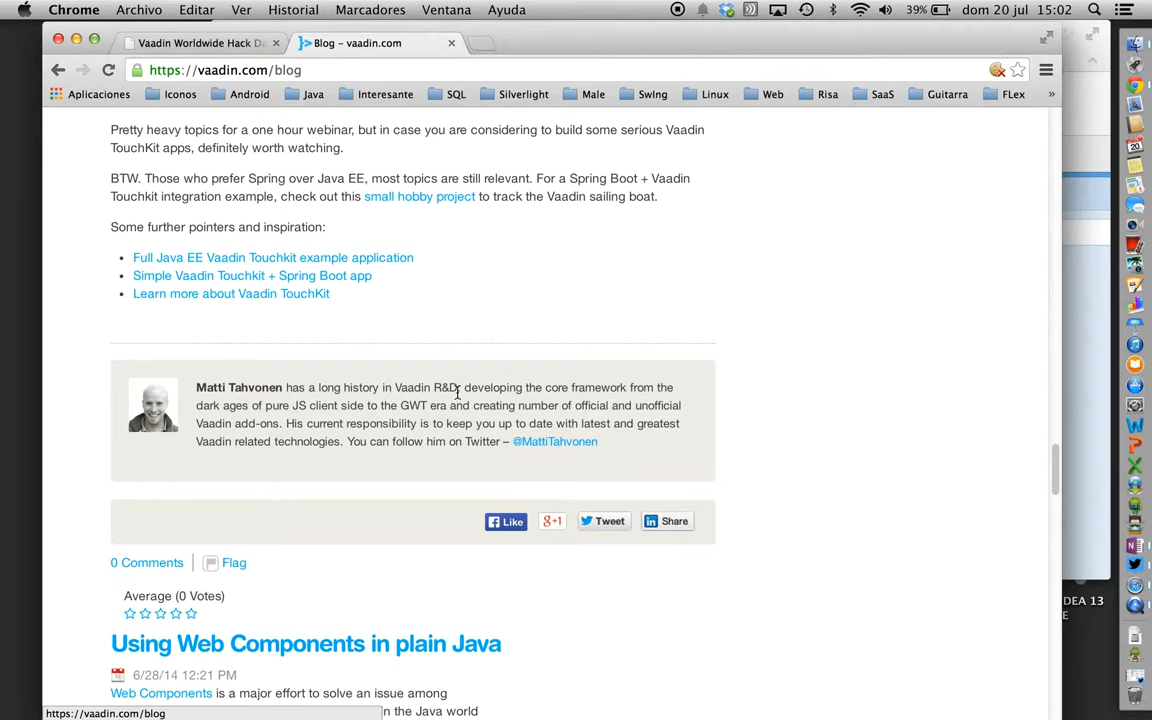 Chrome Archivo Editar Ver Historial Marcadores Ventana Ayuda 39% dom 20 jul 15:02
Vaadin Worldwide Hack Da Blog – vaadin.com
https://vaadin.com/blog
Aplicaciones Iconos Android Java Interesante SQL Silverlight Male SwIng Linux Web Risa SaaS Guitarra FLex »
Pretty heavy topics for a one hour webinar, but in case you are considering to build some serious Vaadin
TouchKit apps, definitely worth watching.
BTW. Those who prefer Spring over Java EE, most topics are still relevant. For a Spring Boot + Vaadin
Touchkit integration example, check out this small hobby project to track the Vaadin sailing boat.
Some further pointers and inspiration:
• Full Java EE Vaadin Touchkit example application
• Simple Vaadin Touchkit + Spring Boot app
• Learn more about Vaadin TouchKit
Matti Tahvonen has a long history in Vaadin R&D: developing the core framework from the
dark ages of pure JS client side to the GWT era and creating number of official and unofficial
Vaadin add-ons. His current responsibility is to keep you up to date with latest and greatest
Vaadin related technologies. You can follow him on Twitter – @MattiTahvonen
Like g+1 Tweet Share
0 Comments Flag
Average (0 Votes)
DEA 13
E
Using Web Components in plain Java
6/28/14 12:21 PM
Web Components is a major effort to solve an issue among
n the Java world
https://vaadin.com/blog